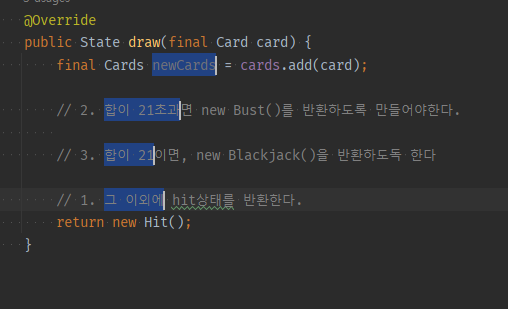 @Override
public State draw(final Card card) {
final Cards newCards = cards.add(card);
// 2. 합이 21초과면 new Bust()를 반환하도록 만들어야한다.
// 3. 합이 21이면, new Blackjack()을 반환하도독 한다
// 1. 그 이외에 hit상태를 반환한다.
return new Hit();
}